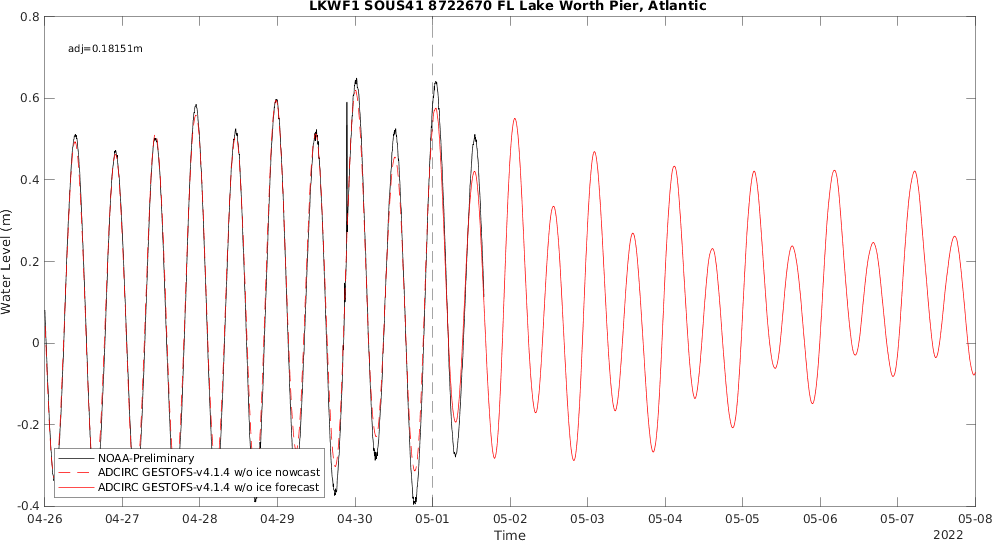 LKWF1 SOUS41 8722670 FL Lake Worth Pier, Atlantic
adj=0.18151m
0.8
0.6
0.4
0.2
0
-0.2
-0.4
Water Level (m)
NOAA-Preliminary
ADCIRC GESTOFS-v4.1.4 w/o ice nowcast
ADCIRC GESTOFS-v4.1.4 w/o ice forecast
04-26 04-27 04-28 04-29 04-30 05-01 05-02 05-03 05-04 05-05 05-06 05-07 05-08
Time
2022